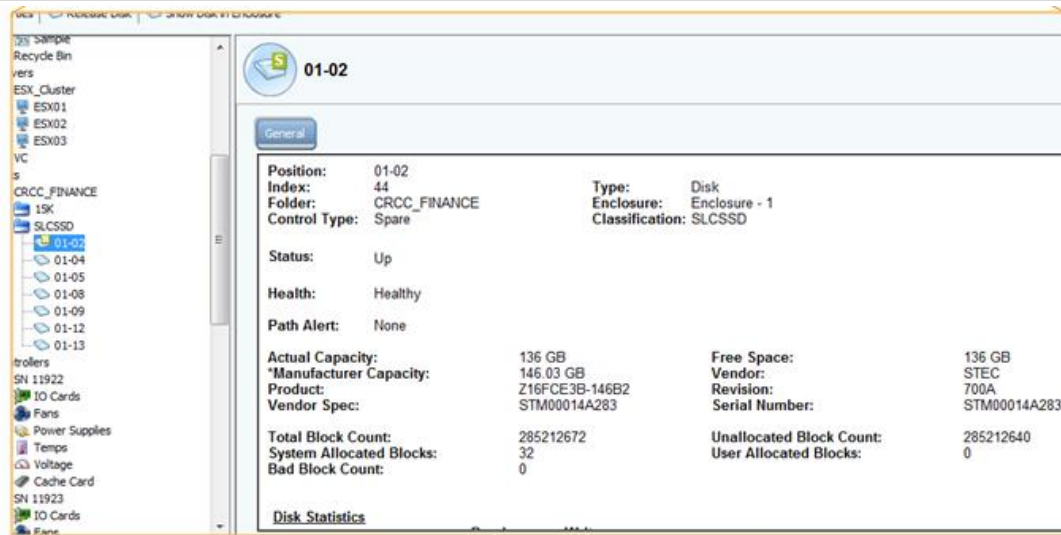 Release Disk Show Disk in Enclosure
Sample
Recycle Bin
vers
ESX_Cluster
ESX01
ESX02
ESX03
VC
s
CRCC_FINANCE
15K
SLCSSD
01-02
01-04
01-05
01-08
01-09
01-12
01-13
trollers
SN 11922
IO Cards
Fans
Power Supplies
Temps
Voltage
Cache Card
SN 11923
IO Cards
Fans
01-02
General
Position: 01-02
Index: 44 Type: Disk
Folder: CRCC_FINANCE Enclosure: Enclosure - 1
Control Type: Spare Classification: SLCSSD
Status: Up
Health: Healthy
Path Alert: None
Actual Capacity: 136 GB Free Space: 136 GB
*Manufacturer Capacity: 146.03 GB Vendor: STEC
Product: Z16FCE3B-146B2 Revision: 700A
Vendor Spec: STM00014A283 Serial Number: STM00014A283
Total Block Count: 285212672 Unallocated Block Count: 285212640
System Allocated Blocks: 32 User Allocated Blocks: 0
Bad Block Count: 0
Disk Statistics